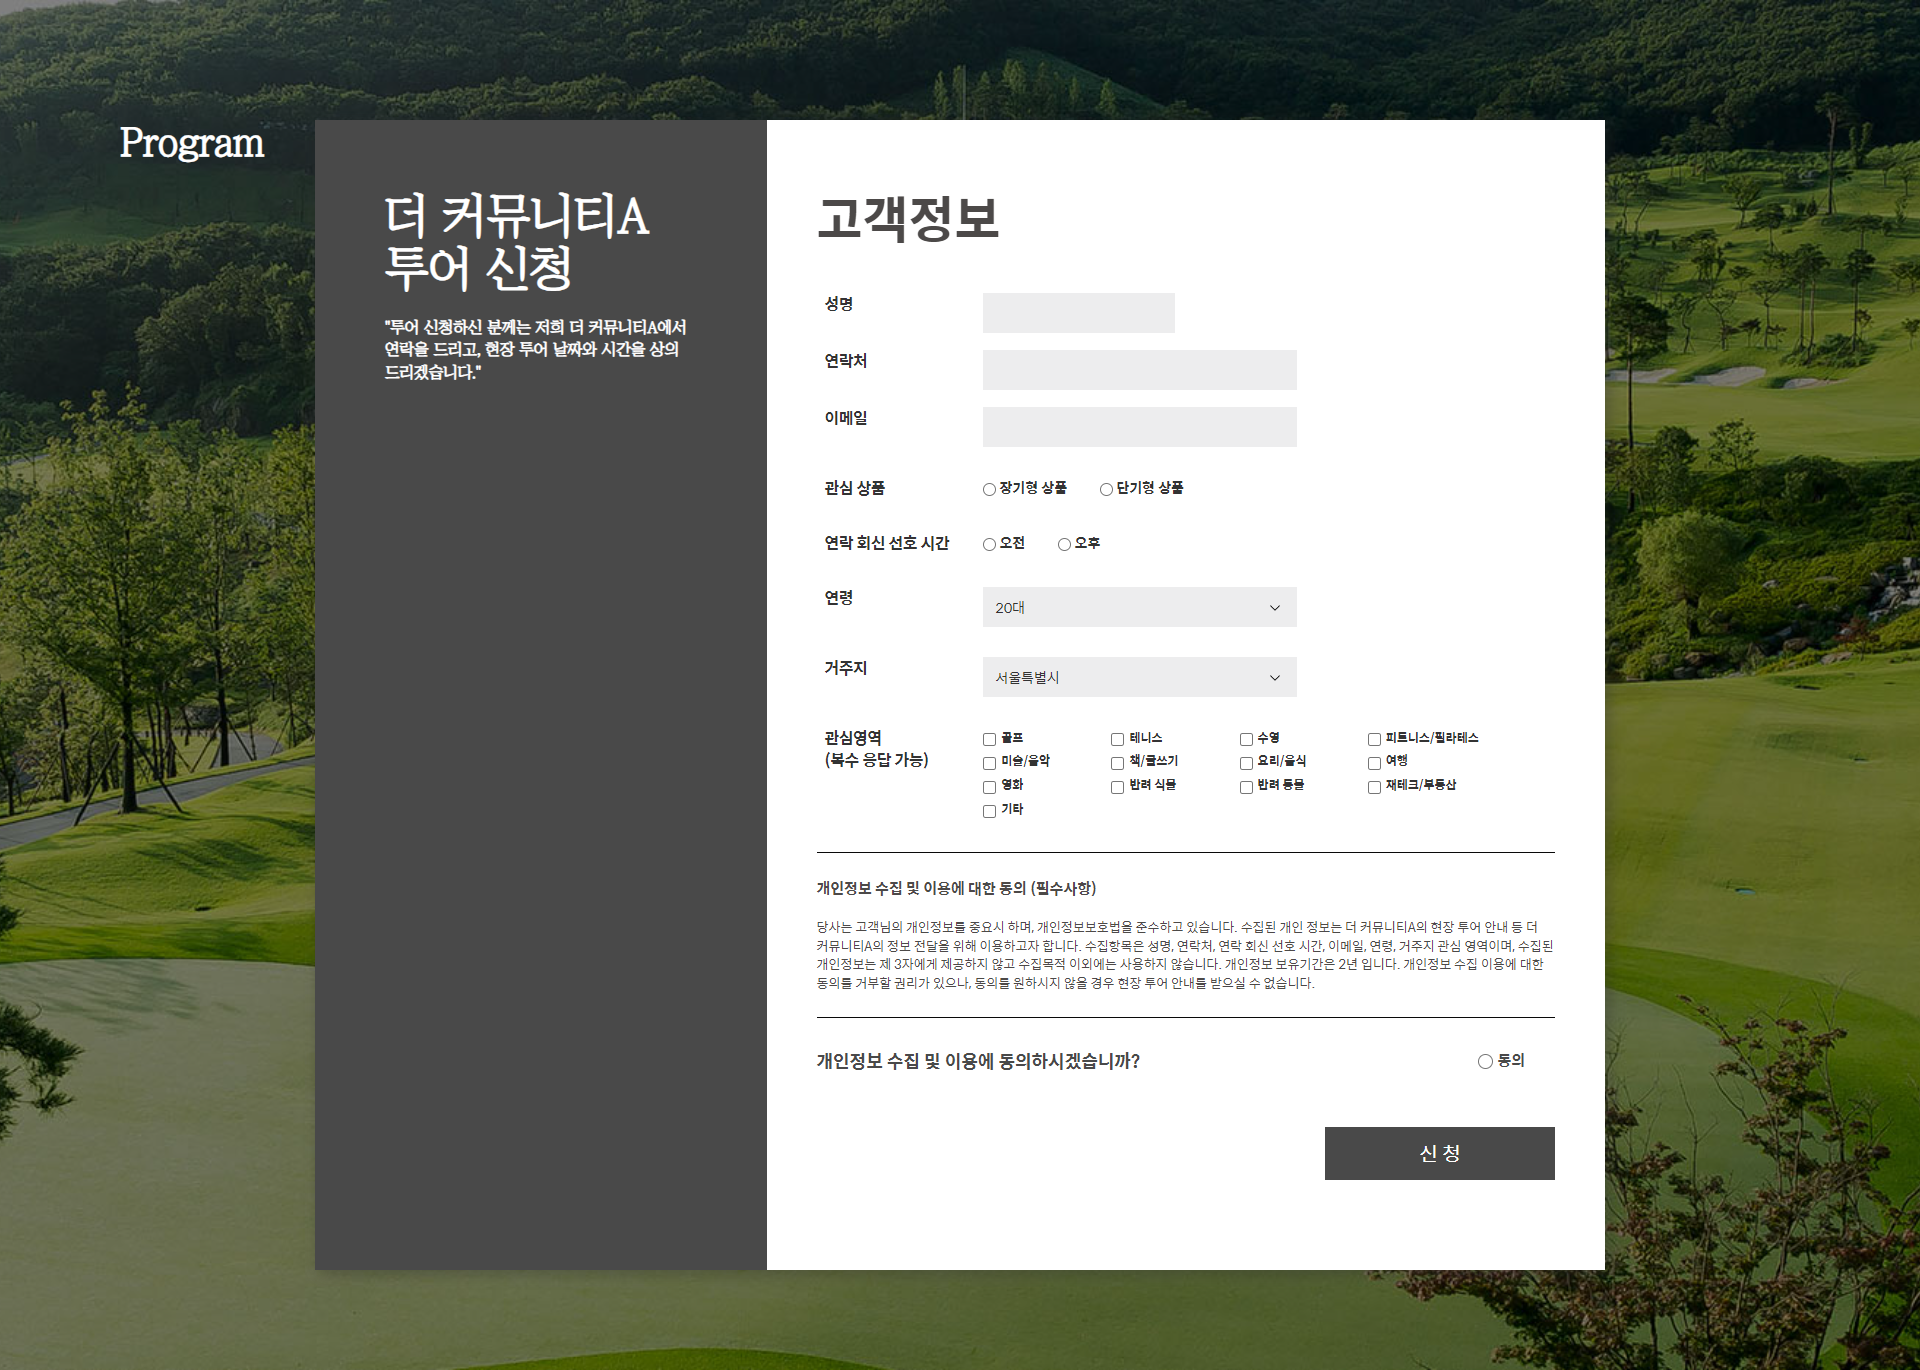 Program
더 커뮤니티A
투어 신청
"투어 신청하신 분께는 저희 더 커뮤니티A에서
연락을 드리고, 현장 투어 날짜와 시간을 상의
드리겠습니다."
고객정보
성명
연락처
이메일
관심 상품 장기형 상품 단기형 상품
연락 회신 선호 시간 오전 오후
연령 20대
거주지 서울특별시
관심영역
(복수 응답 가능)
골프 테니스 수영 피트니스/필라테스
미술/음악 책/글쓰기 요리/음식 여행
영화 반려 식물 반려 동물 재테크/부동산
기타
개인정보 수집 및 이용에 대한 동의 (필수사항)
당사는 고객님의 개인정보를 중요시 하며, 개인정보보호법을 준수하고 있습니다. 수집된 개인 정보는 더 커뮤니티A의 현장 투어 안내 등 더
커뮤니티A의 정보 전달을 위해 이용하고자 합니다. 수집항목은 성명, 연락처, 연락 회신 선호 시간, 이메일, 연령, 거주지 관심 영역이며, 수집된
개인정보는 제 3자에게 제공하지 않고 수집목적 이외에는 사용하지 않습니다. 개인정보 보유기간은 2년 입니다. 개인정보 수집 이용에 대한
동의를 거부할 권리가 있으나, 동의를 원하시지 않을 경우 현장 투어 안내를 받으실 수 없습니다.
개인정보 수집 및 이용에 동의하시겠습니까? 동의
신 청